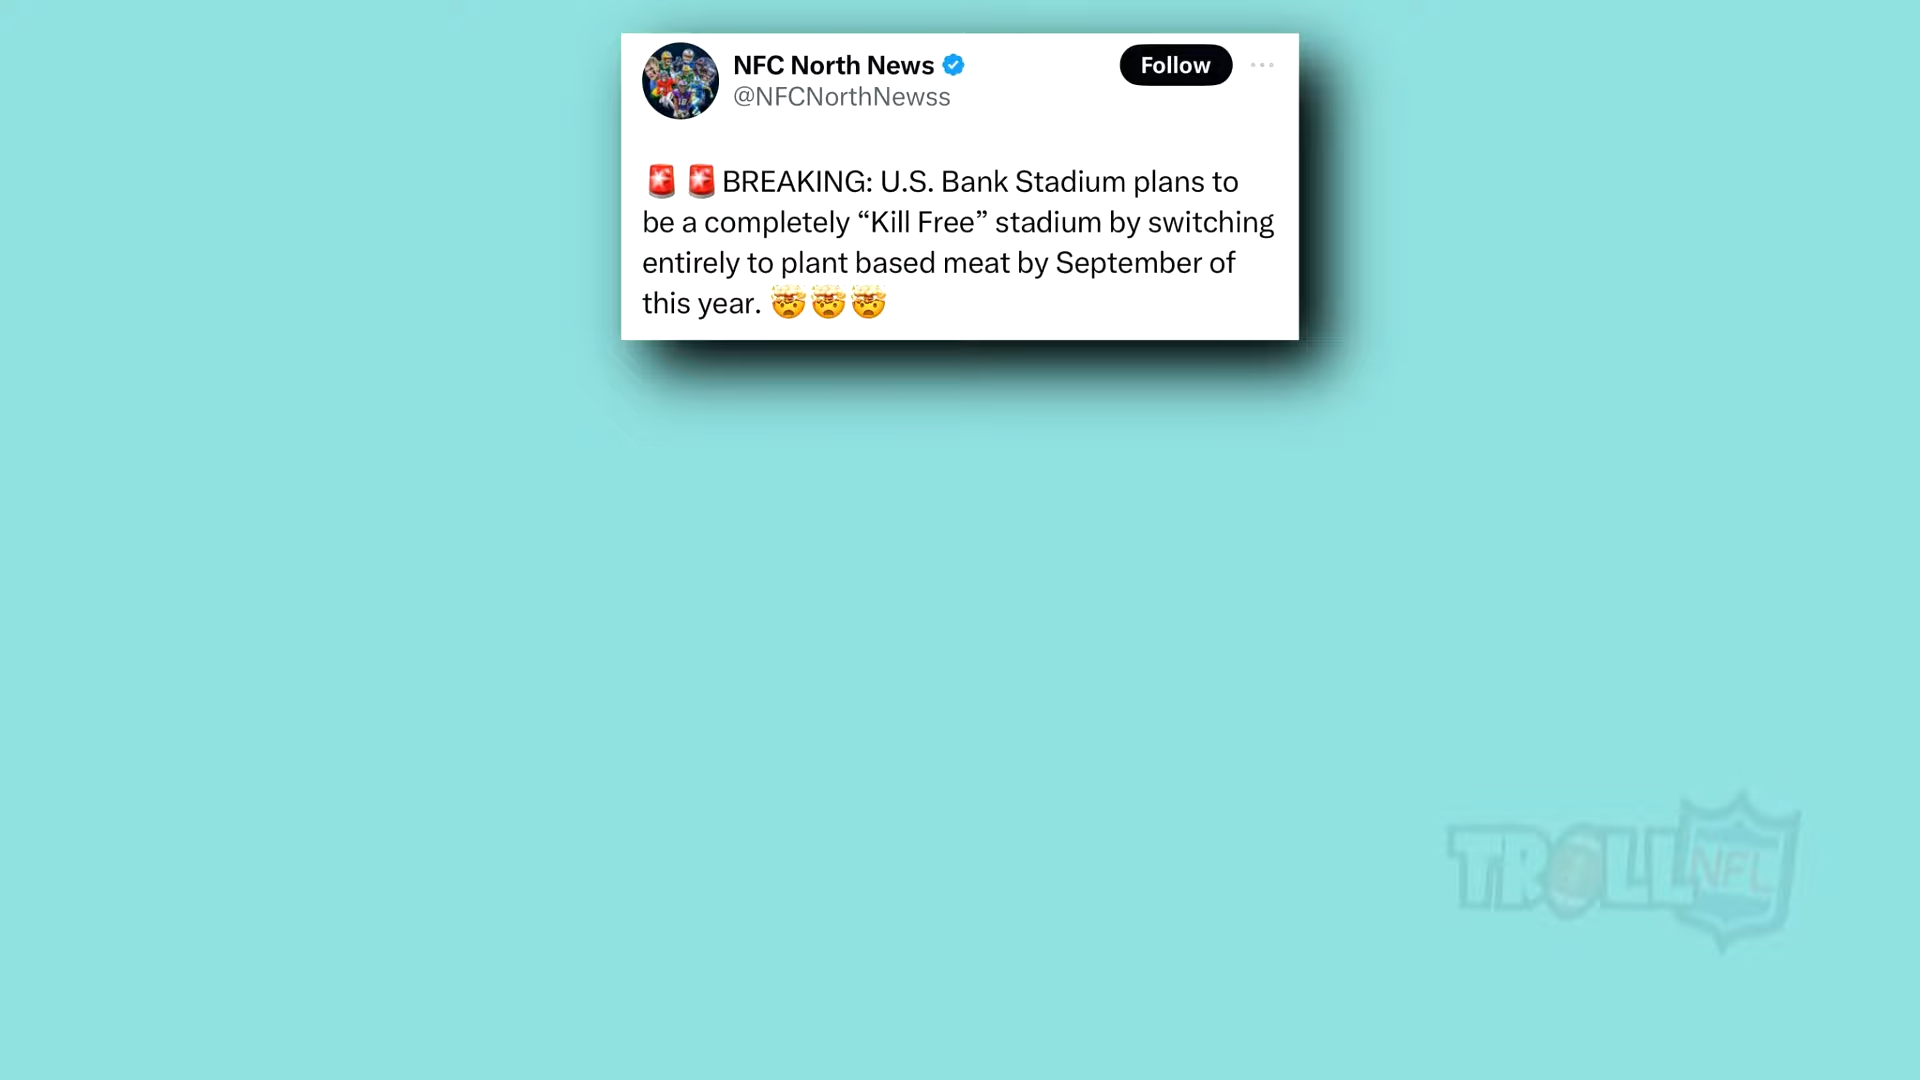 NFC North News
@NFCNorthNewss
Follow
🚨 🚨 BREAKING: U.S. Bank Stadium plans to
be a completely “Kill Free” stadium by switching
entirely to plant based meat by September of
this year. 🤯🤯🤯
TROLL NFL